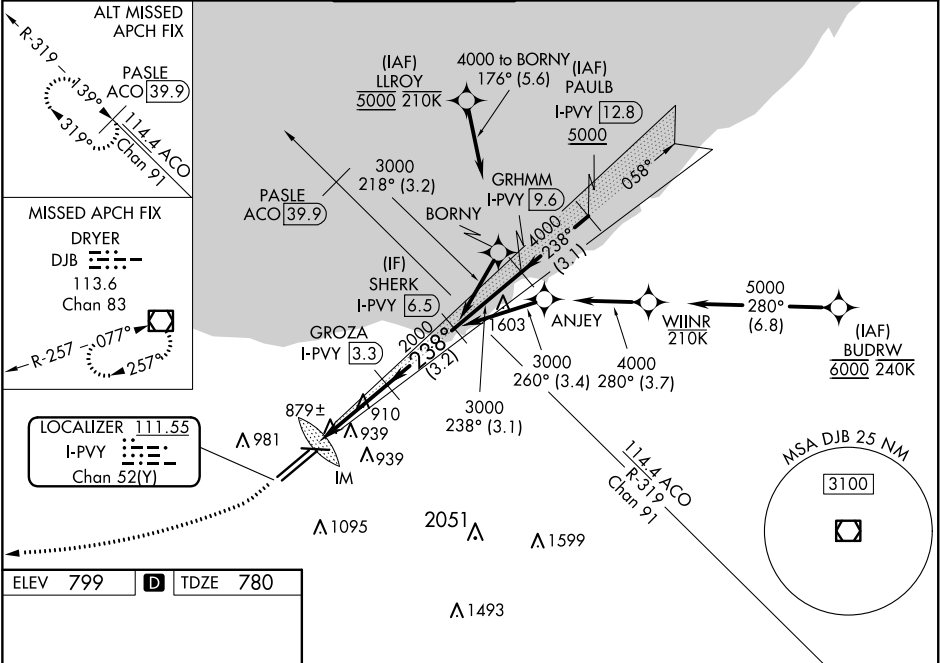 ALT MISSED
APCH FIX
R-319
139°
PASLE
ACO 39.9
319°
114.4 ACO
Chan 91
MISSED APCH FIX
DRYER
DJB
113.6
Chan 83
R-257
077°
257°
LOCALIZER 111.55
I-PVY
Chan 52(Y)
(IAF)
LLROY
5000 210K
4000 to BORNY
176° (5.6)
(IAF)
PAULB
I-PVY 12.8
5000
058°
3000
218° (3.2)
GRHMM
I-PVY 9.6
PASLE
ACO 39.9
BORNY
4000
238°
(3.1)
(IF)
SHERK
I-PVY 6.5
1603
ANJEY
WIINR
210K
5000
280°
(6.8)
(IAF)
BUDRW
6000 240K
GROZA
I-PVY 3.3
2000
238°
(3.2)
3000
260° (3.4)
4000
280° (3.7)
3000
238° (3.1)
879±
910
939
939
981
IM
114.4 ACO
R-319
Chan 91
MSA DJB 25 NM
3100
1095
2051
1599
1493
ELEV 799 D TDZE 780